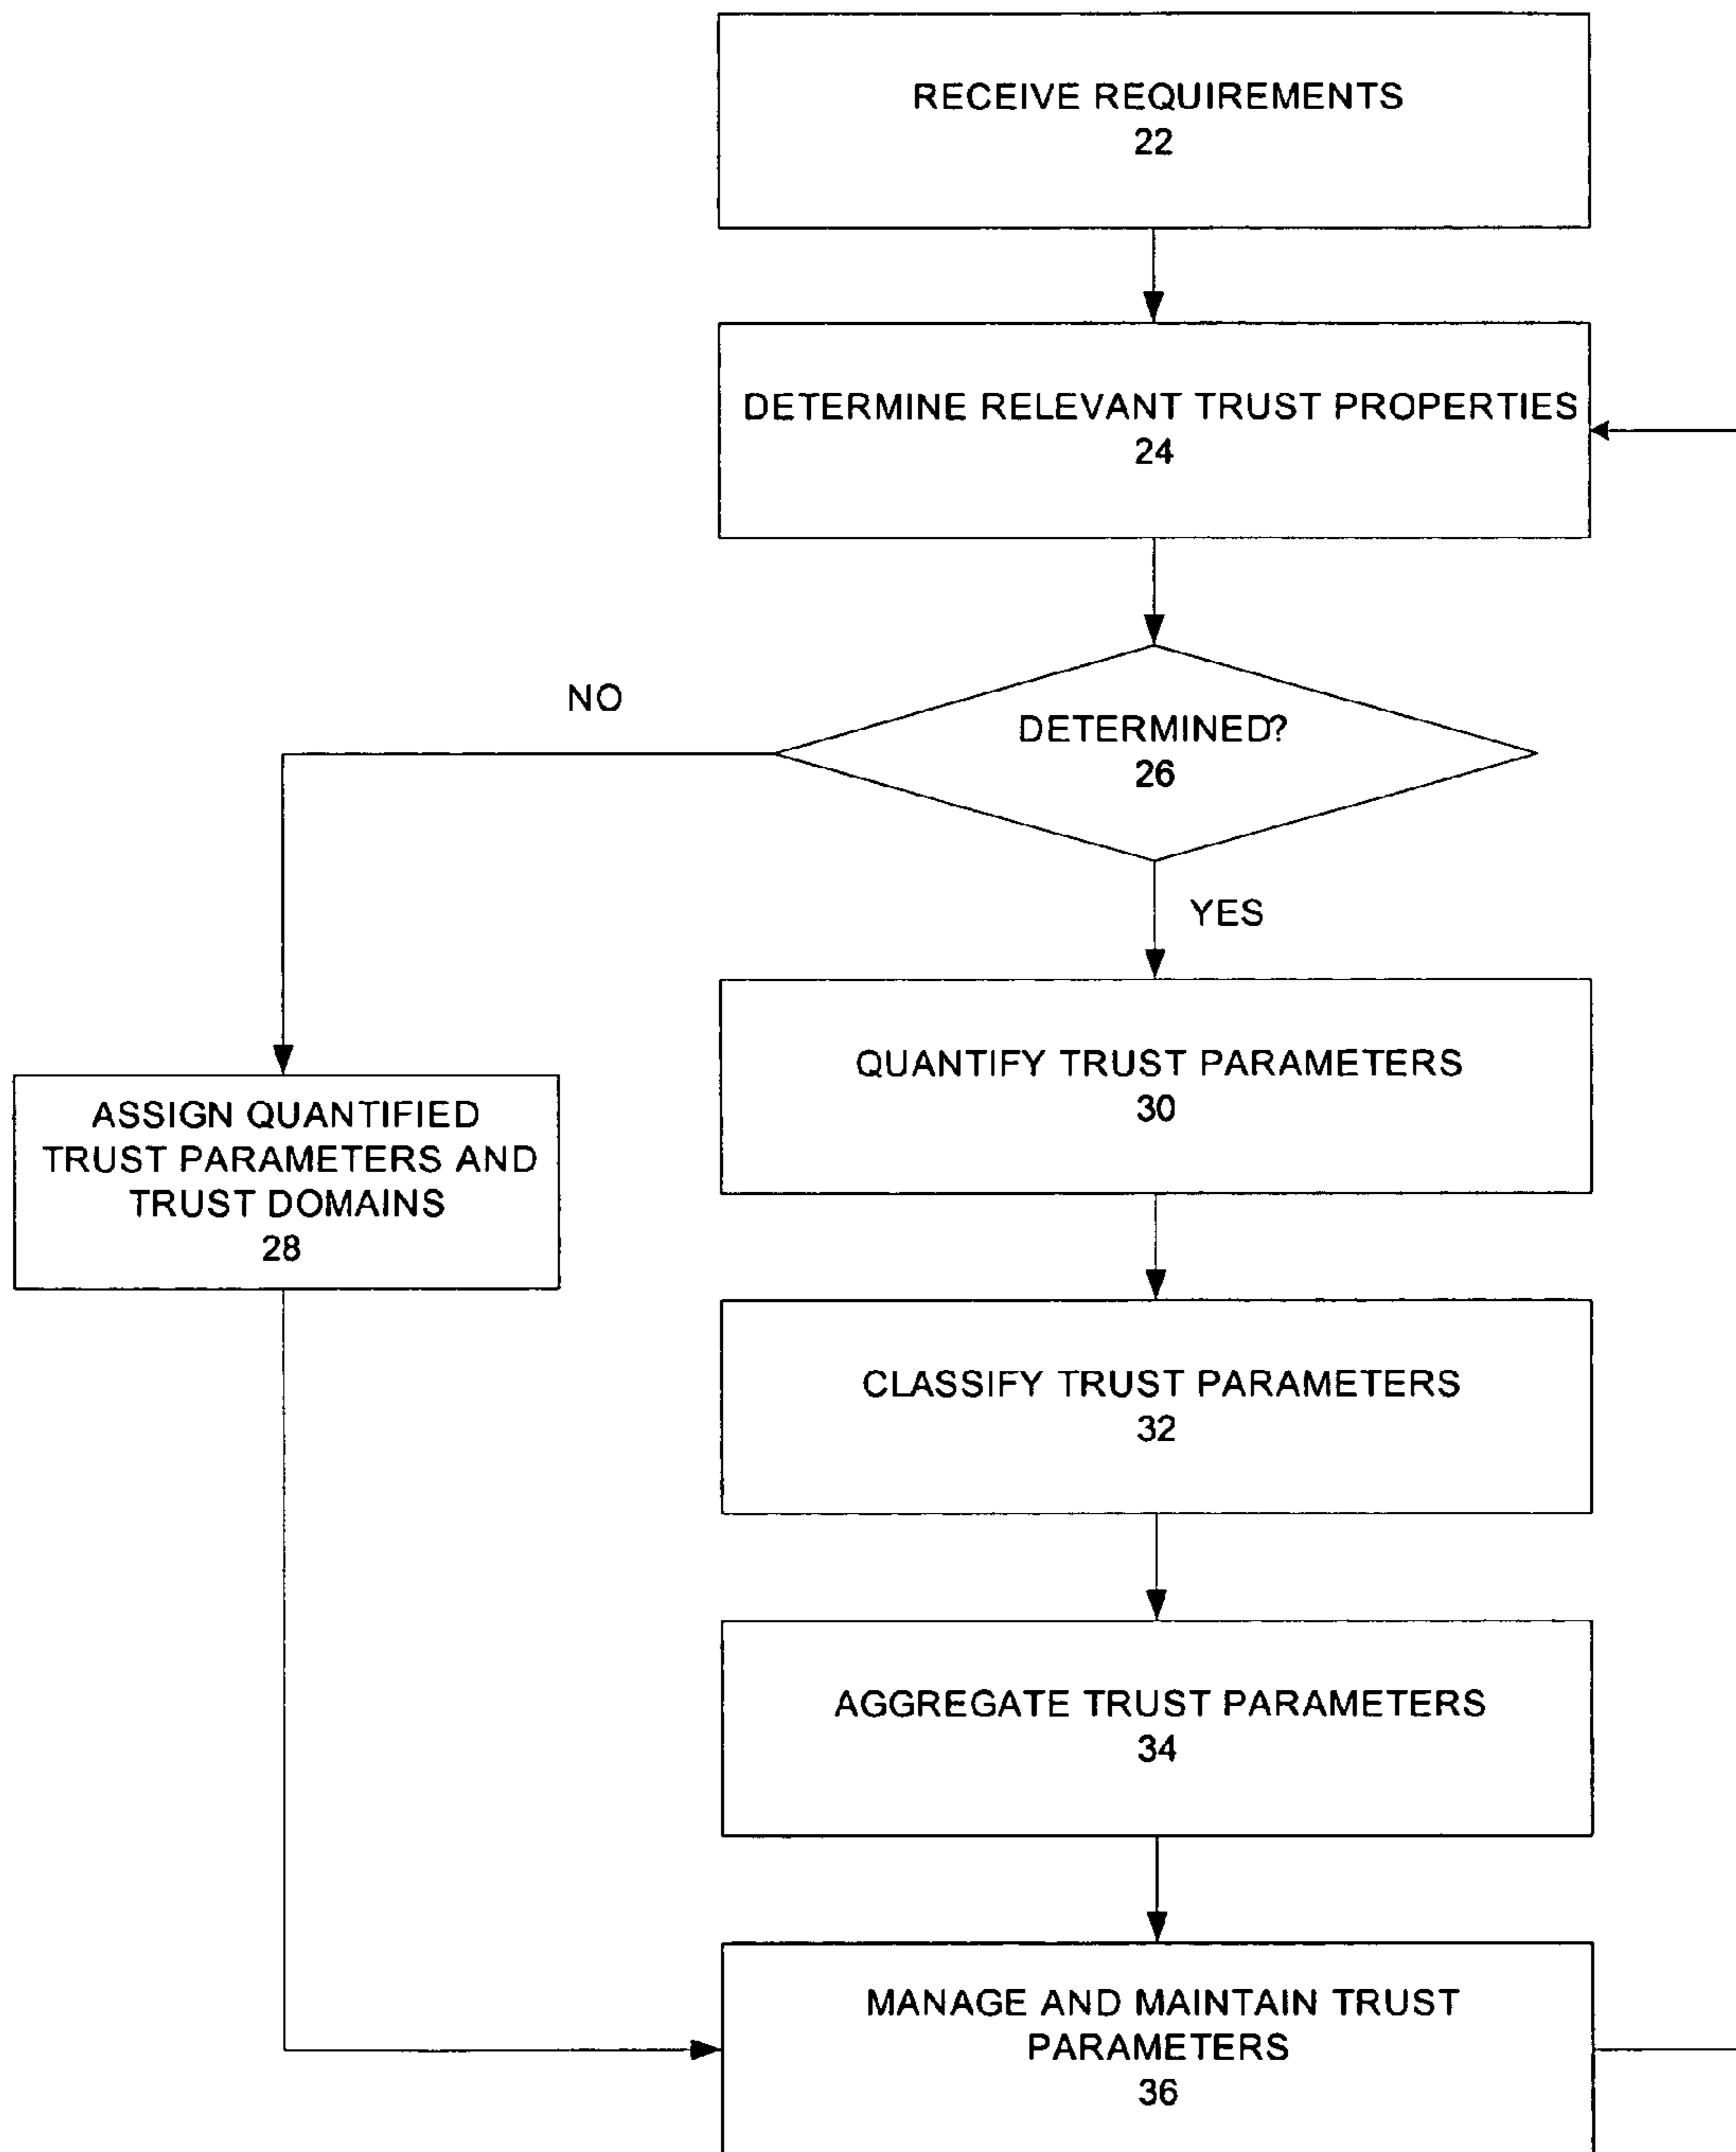 RECEIVE REQUIREMENTS
22
DETERMINE RELEVANT TRUST PROPERTIES
24
NO
DETERMINED?
26
YES
QUANTIFY TRUST PARAMETERS
30
ASSIGN QUANTIFIED
TRUST PARAMETERS AND
TRUST DOMAINS
28
CLASSIFY TRUST PARAMETERS
32
AGGREGATE TRUST PARAMETERS
34
MANAGE AND MAINTAIN TRUST
PARAMETERS
36